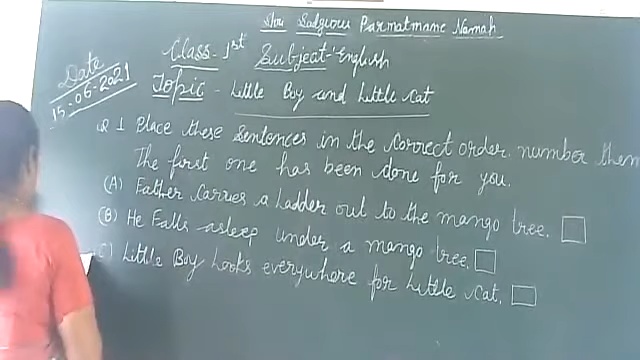 Shri Sadgurus Parmatmane Namah
Class-1st Subject-English
Date
15-06-2021
Topic - Little Boy and Little Cat
Q 1 Place these sentences in the correct order. number them
The first one has been done for you.
(A) Father carries a ladder out to the mango tree.
(B) He Falls asleep under a mango tree.
C) Little Boy Looks everywhere for Little Cat.